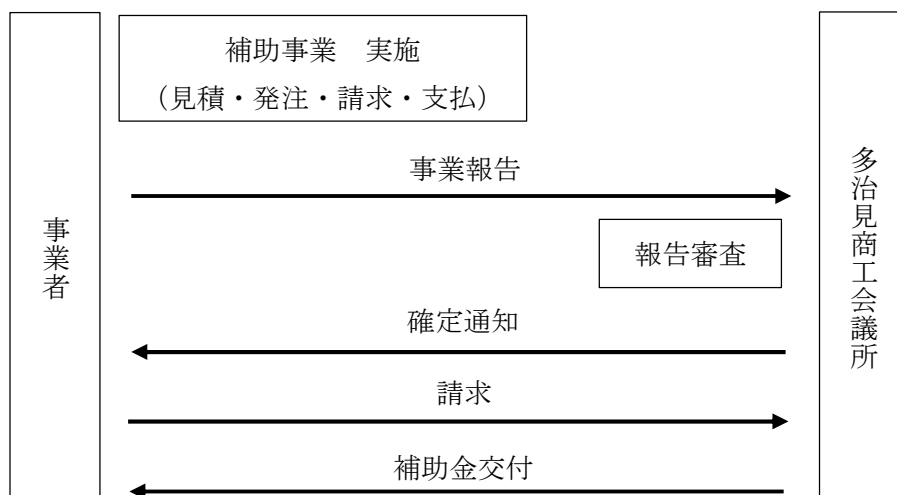 補助事業　実施
（見積・発注・請求・支払）
事業報告
事業者
多治見商工会議所
報告審査
確定通知
請求
補助金交付